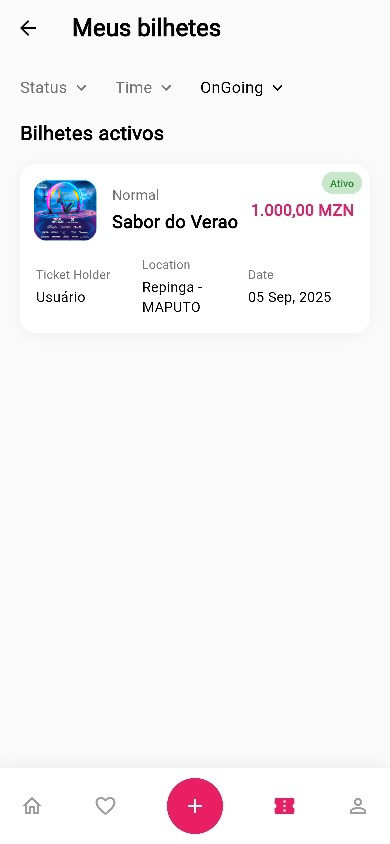 Meus bilhetes
Status
Time
OnGoing
Bilhetes activos
Ativo
Normal
1.000,00 MZN
Sabor do Verao
Ticket Holder
Location
Date
Usuário
Repinga -
MAPUTO
05 Sep, 2025